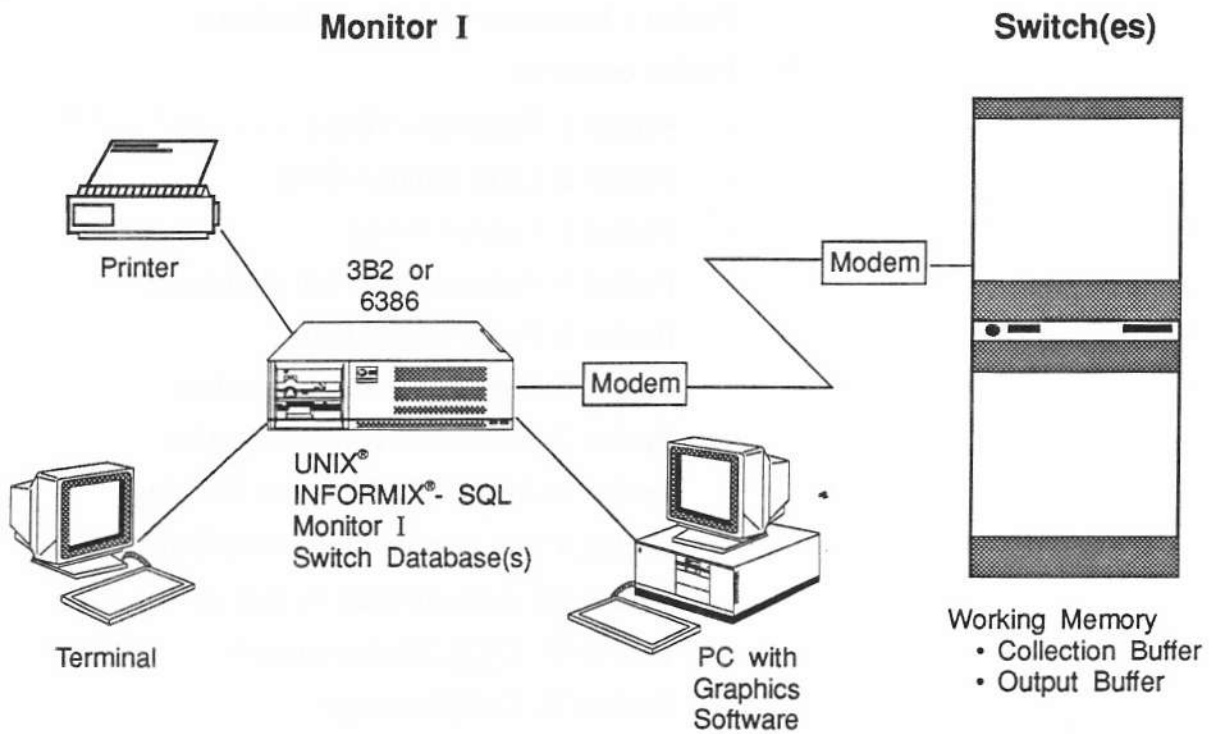 Monitor I
Switch(es)
Printer
3B2 or
6386
Modem
Modem
UNIX®
INFORMIX®- SQL
Monitor I
Switch Database(s)
Terminal
PC with
Graphics
Software
Working Memory
• Collection Buffer
• Output Buffer